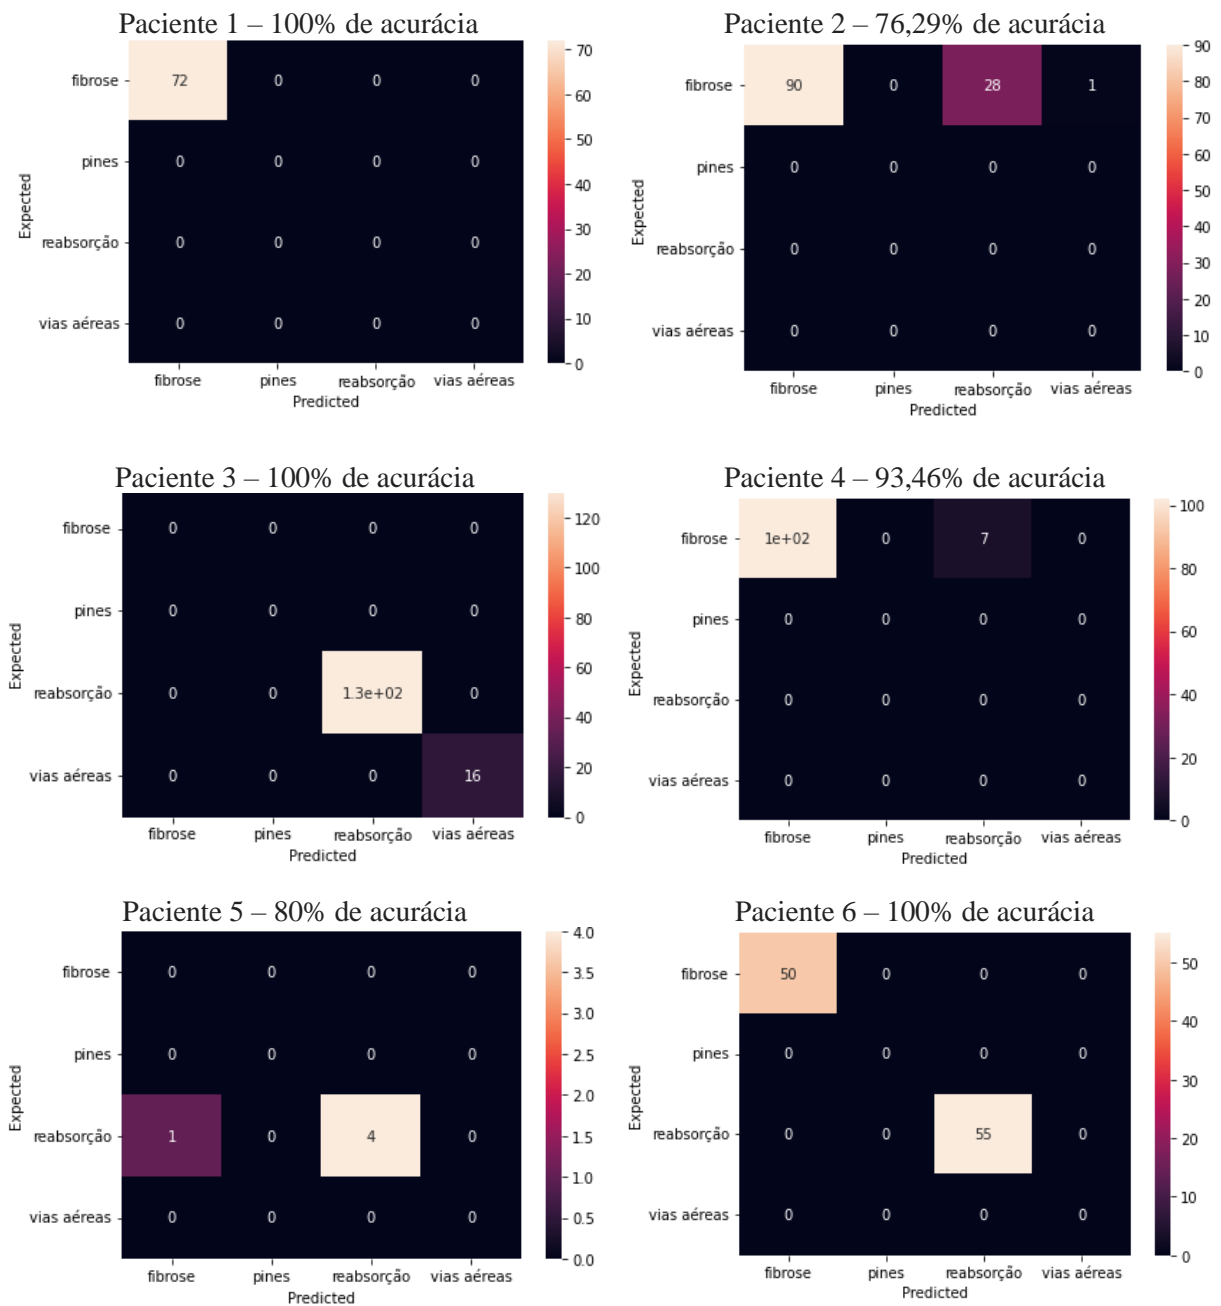 Paciente 1 – 100% de acurácia
fibrose 72 0 0 0
pines 0 0 0 0
reabsorção 0 0 0 0
vias aéreas 0 0 0 0
fibrose pines reabsorção vias aéreas
Predicted
Expected
70
60
50
40
30
20
10
0
Paciente 2 – 76,29% de acurácia
fibrose 90 0 28 1
pines 0 0 0 0
reabsorção 0 0 0 0
vias aéreas 0 0 0 0
fibrose pines reabsorção vias aéreas
Predicted
Expected
90
80
70
60
50
40
30
20
10
0
Paciente 3 – 100% de acurácia
fibrose 0 0 0 0
pines 0 0 0 0
reabsorção 0 0 1.3e+02 0
vias aéreas 0 0 0 16
fibrose pines reabsorção vias aéreas
Predicted
Expected
120
100
80
60
40
20
0
Paciente 4 – 93,46% de acurácia
fibrose 1e+02 0 7 0
pines 0 0 0 0
reabsorção 0 0 0 0
vias aéreas 0 0 0 0
fibrose pines reabsorção vias aéreas
Predicted
Expected
100
80
60
40
20
0
Paciente 5 – 80% de acurácia
fibrose 0 0 0 0
pines 0 0 0 0
reabsorção 1 0 4 0
vias aéreas 0 0 0 0
fibrose pines reabsorção vias aéreas
Predicted
Expected
4.0
3.5
3.0
2.5
2.0
1.5
1.0
0.5
0.0
Paciente 6 – 100% de acurácia
fibrose 50 0 0 0
pines 0 0 0 0
reabsorção 0 0 55 0
vias aéreas 0 0 0 0
fibrose pines reabsorção vias aéreas
Predicted
Expected
50
40
30
20
10
0